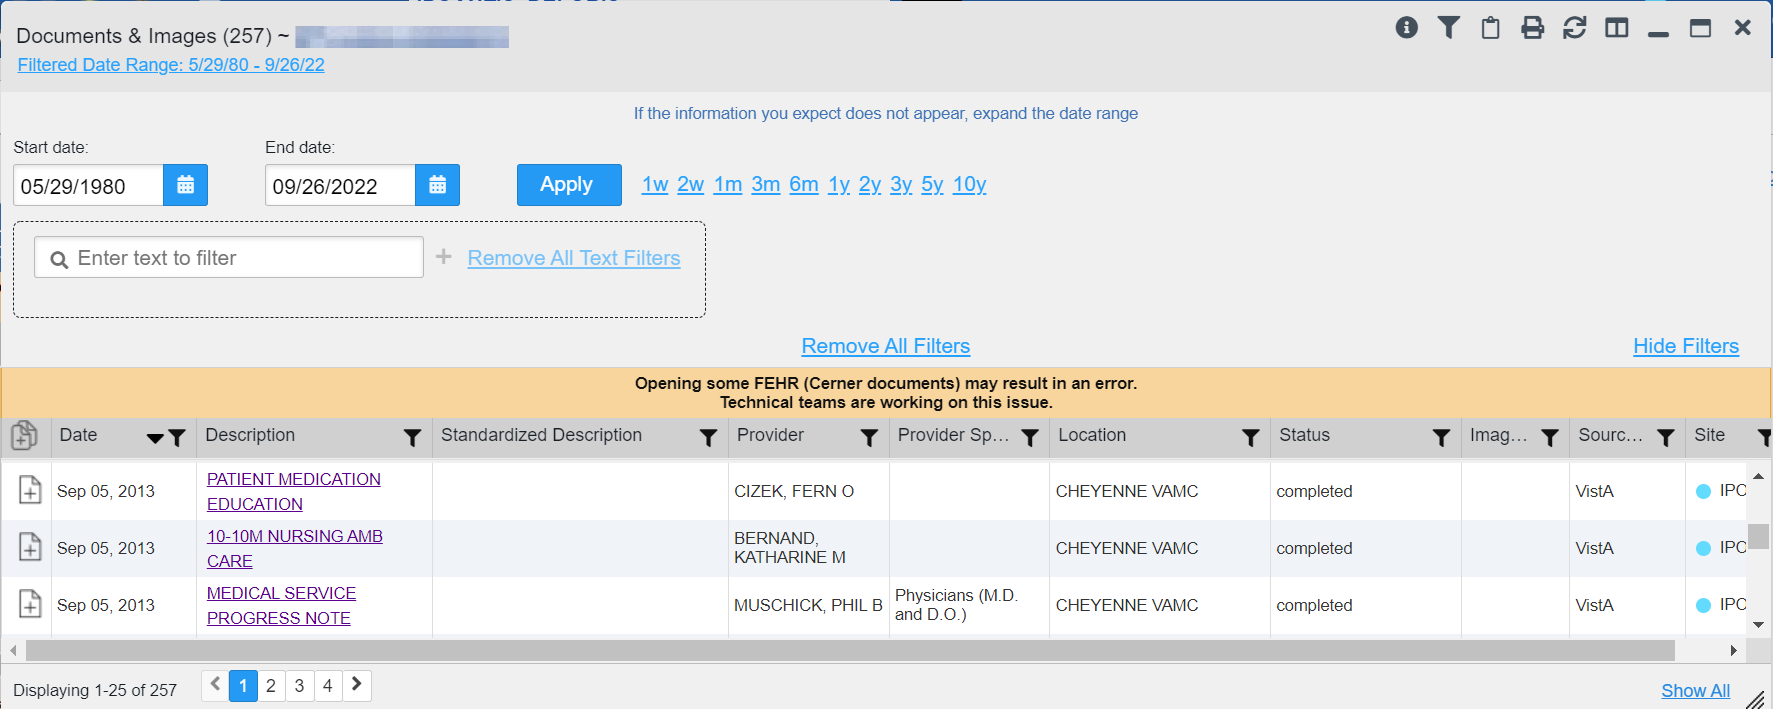 Documents & Images (257) ~
Filtered Date Range: 5/29/80 - 9/26/22
If the information you expect does not appear, expand the date range
Start date:
End date:
05/29/1980
09/26/2022
Apply
1w 2w 1m 3m 6m 1y 2y 3y 5y 10y
Enter text to filter
+ Remove All Text Filters
Remove All Filters
Hide Filters
Opening some FEHR (Cerner documents) may result in an error.
Technical teams are working on this issue.
Date Description Standardized Description Provider Provider Sp... Location Status Imag... Sourc... Site
Sep 05, 2013
PATIENT MEDICATION
EDUCATION
CIZEK, FERN O
CHEYENNE VAMC
completed
VistA
IPO
Sep 05, 2013
10-10M NURSING AMB
CARE
BERNAND,
KATHARINE M
CHEYENNE VAMC
completed
VistA
IPO
Sep 05, 2013
MEDICAL SERVICE
PROGRESS NOTE
MUSCHICK, PHIL B
Physicians (M.D.
and D.O.)
CHEYENNE VAMC
completed
VistA
IPO
Displaying 1-25 of 257
1 2 3 4
Show All